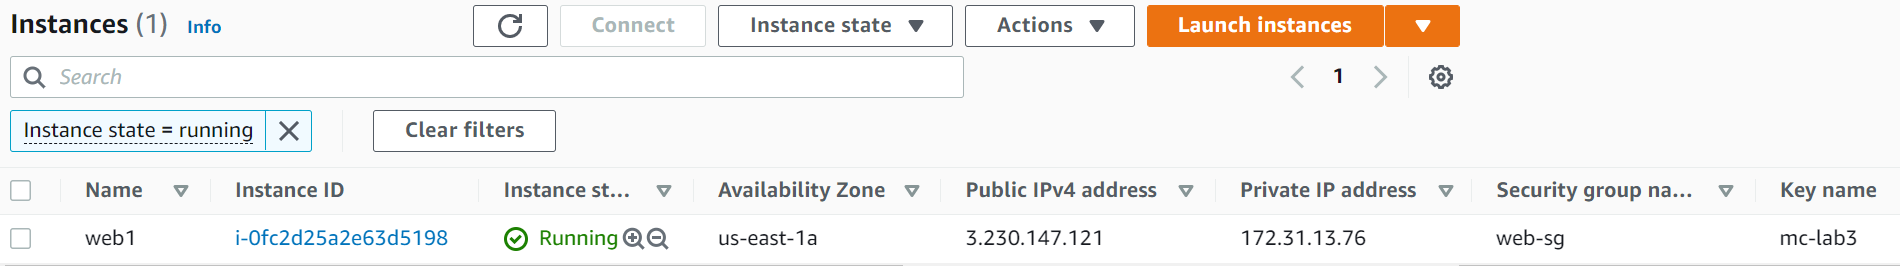 Instances (1) Info Connect Instance state Actions Launch instances
Search 1
Instance state = running Clear filters
Name Instance ID Instance st... Availability Zone Public IPv4 address Private IP address Security group na... Key name
web1 i-0fc2d25a2e63d5198 Running us-east-1a 3.230.147.121 172.31.13.76 web-sg mc-lab3